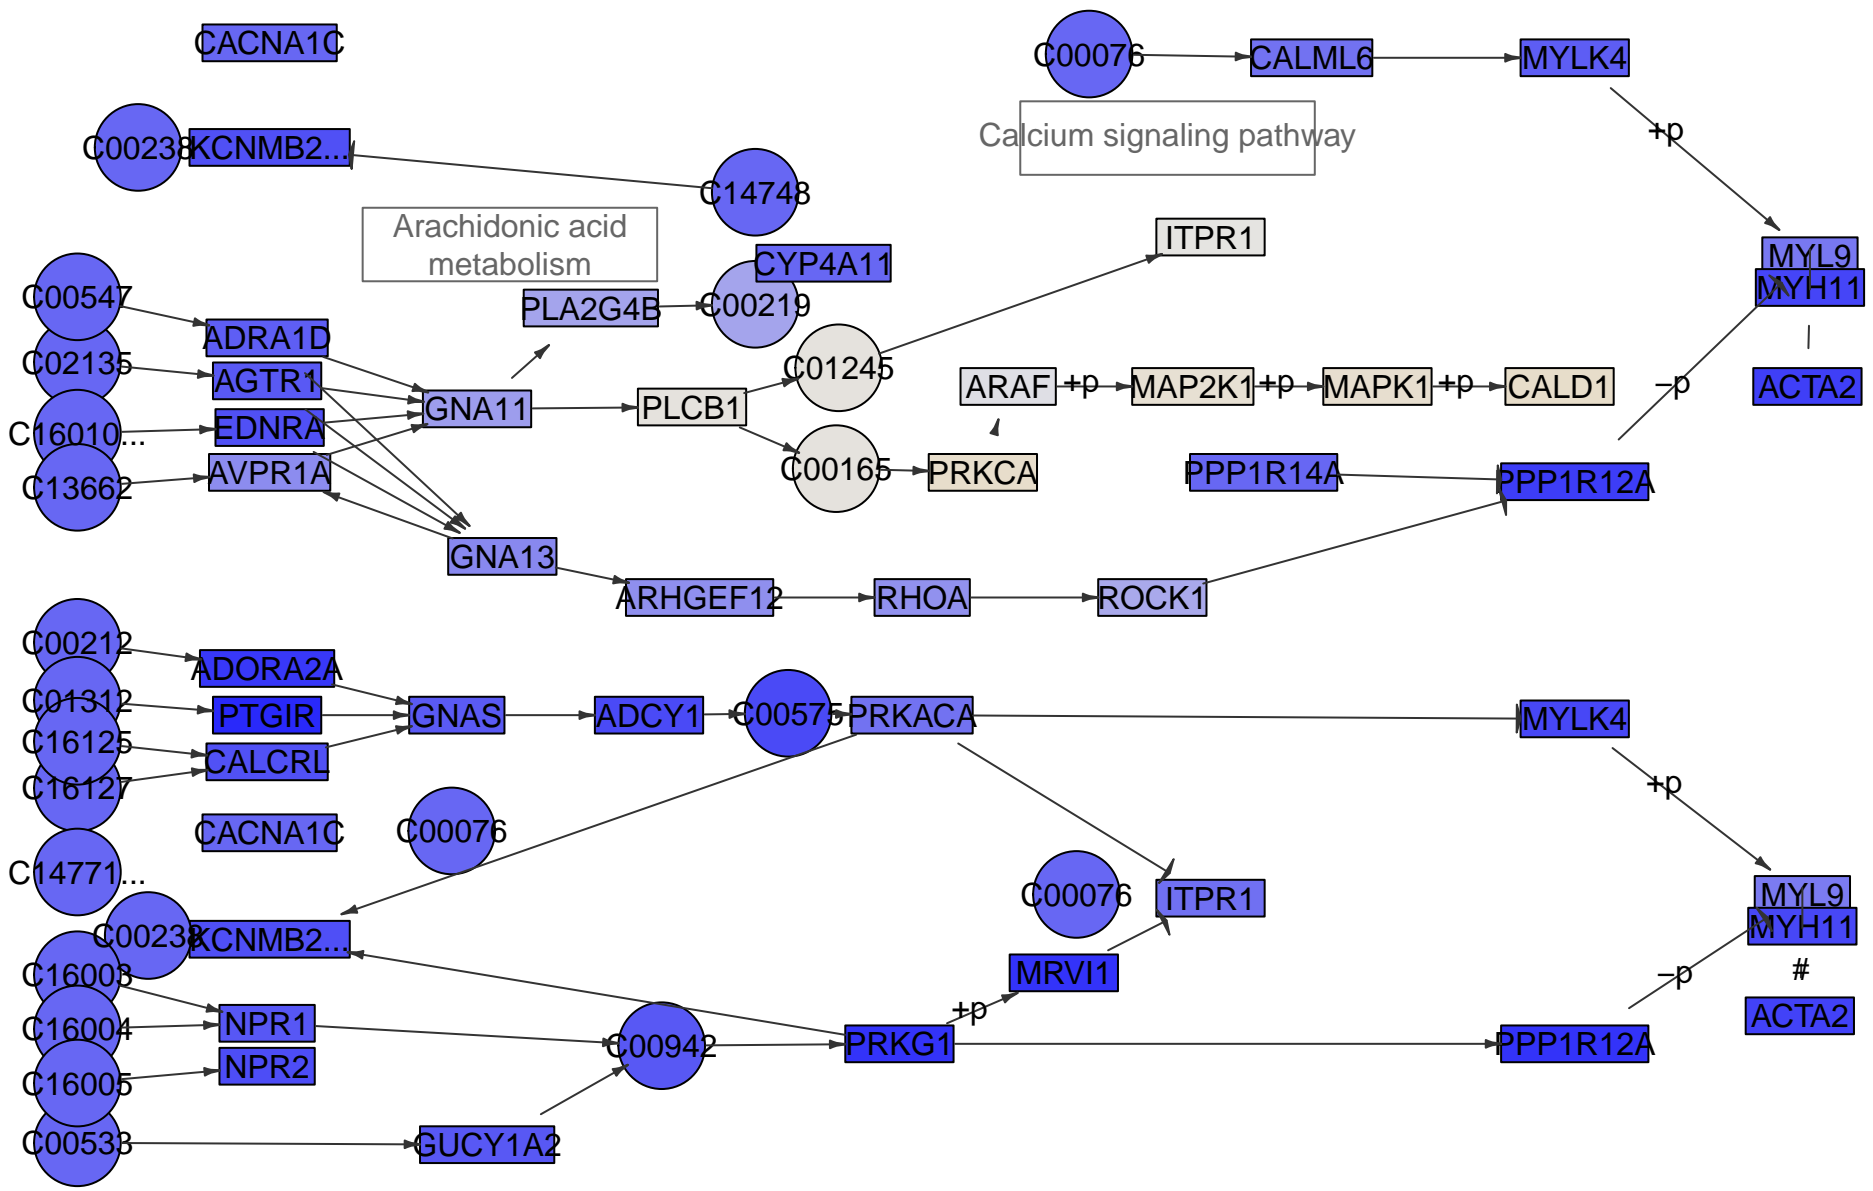 CACNA1C
C00076
CALML6
MYLK4
+p
C00238
KCNMB2...
Calcium signaling pathway
C14748
Arachidonic acid
metabolism
ITPR1
CYP4A11
MYL9
MYH11
C00547
PLA2G4B
C00219
ADRA1D
C02135
AGTR1
C01245
ARAF
+p
MAP2K1
+p
MAPK1
+p
CALD1
–p
ACTA2
GNA11
PLCB1
C16010...
EDNRA
C13662
AVPR1A
C00165
PRKCA
PPP1R14A
PPP1R12A
GNA13
ARHGEF12
RHOA
ROCK1
C00212
ADORA2A
C01312
PTGIR
GNAS
ADCY1
C00575
PRKACA
MYLK4
C16125
CALCRL
C16127
+p
CACNA1C
C00076
C14771...
C00076
ITPR1
MYL9
MYH11
C00238
KCNMB2...
C16003
MRVI1
–p
#
+p
ACTA2
C16004
NPR1
C00942
PRKG1
PPP1R12A
C16005
NPR2
C00533
GUCY1A2